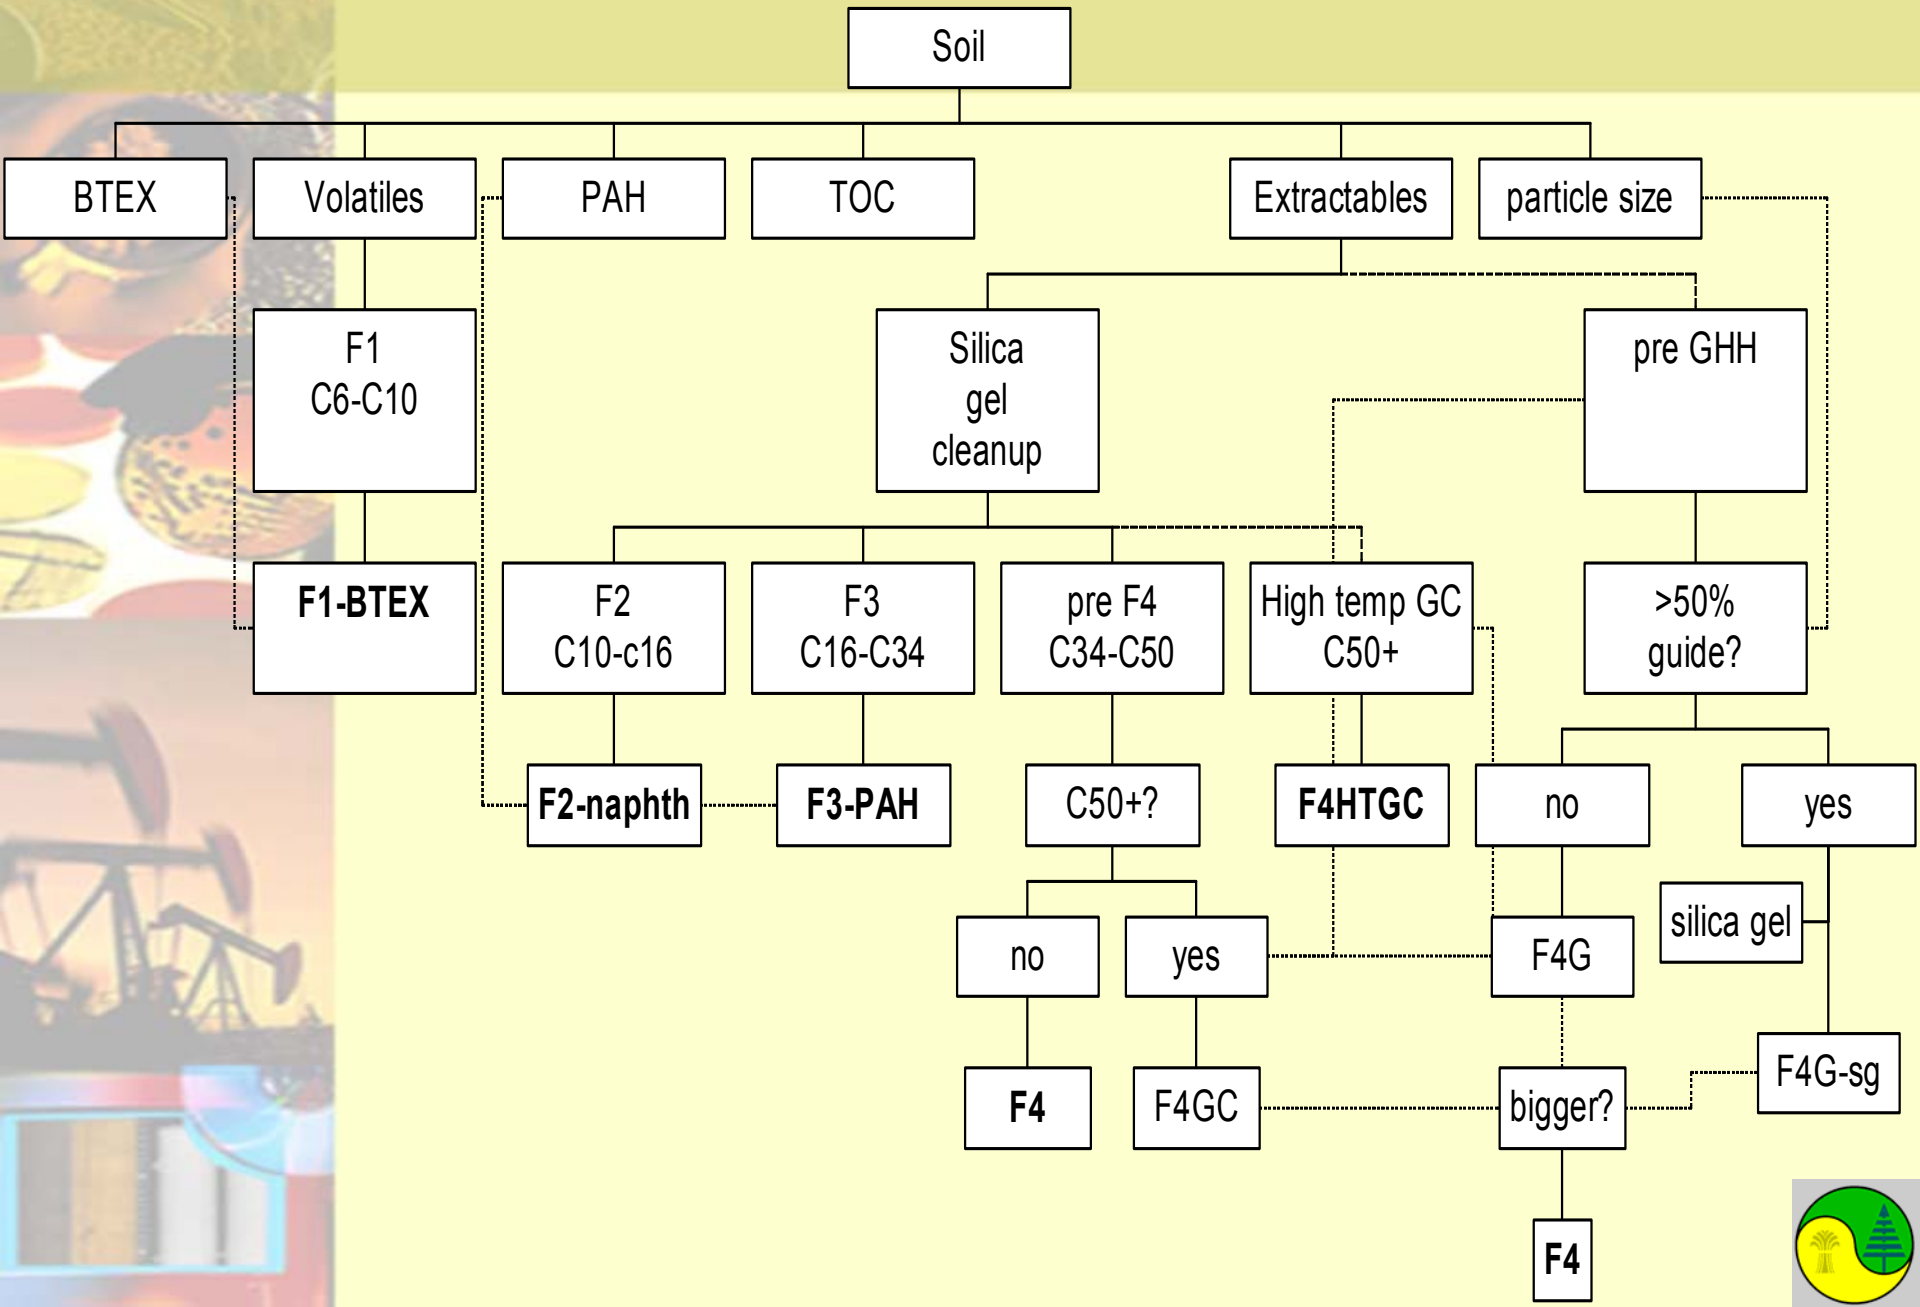 Soil
BTEX
Volatiles
PAH
TOC
Extractables
particle size
F1
C6-C10
Silica
gel
cleanup
pre GHH
F1-BTEX
F2
C10-c16
F3
C16-C34
pre F4
C34-C50
High temp GC
C50+
>50%
guide?
F2-naphth
F3-PAH
C50+?
F4HTGC
no
yes
silica gel
no
yes
F4G
F4
F4GC
bigger?
F4G-sg
F4